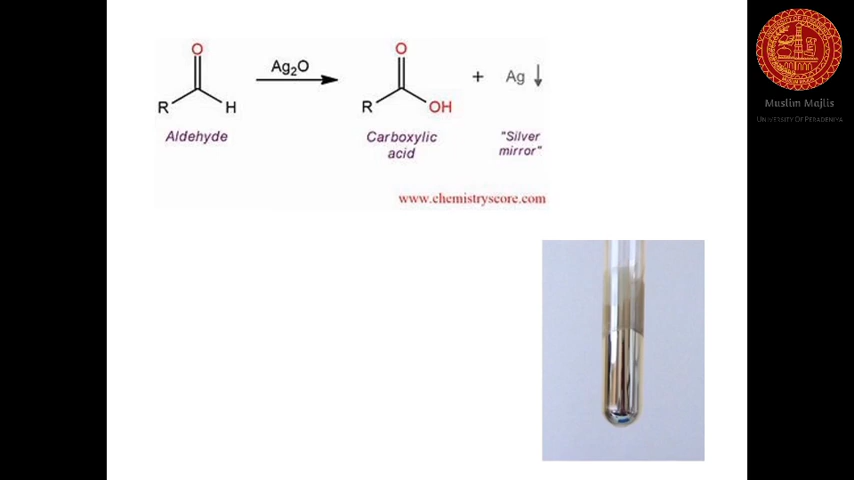 O
R
H
Aldehyde
Ag₂O
O
R
OH
Carboxylic
acid
+
Ag ↓
"Silver
mirror"
www.chemistryscore.com
Muslim Majlis
University Of Peradeniya